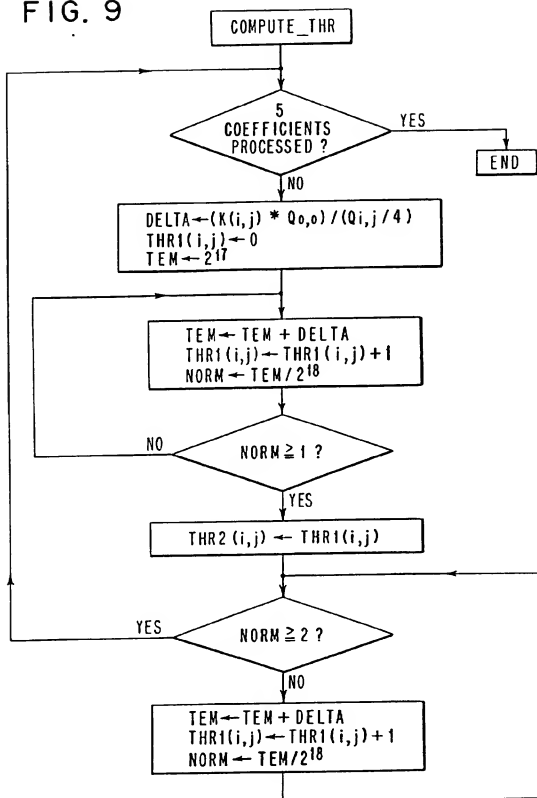 FIG. 9
COMPUTE_THR
5
COEFFICIENTS
PROCESSED ?
YES
END
NO
DELTA←(K(i,j) * Q0,0)/(Qi,j/4)
THR1(i,j)←0
TEM←2^17
TEM←TEM + DELTA
THR1(i,j)←THR1(i,j)+1
NORM←TEM/2^18
NO
NORM≧1 ?
YES
THR2(i,j)←THR1(i,j)
YES
NORM≧2 ?
NO
TEM←TEM + DELTA
THR1(i,j)←THR1(i,j)+1
NORM←TEM/2^18